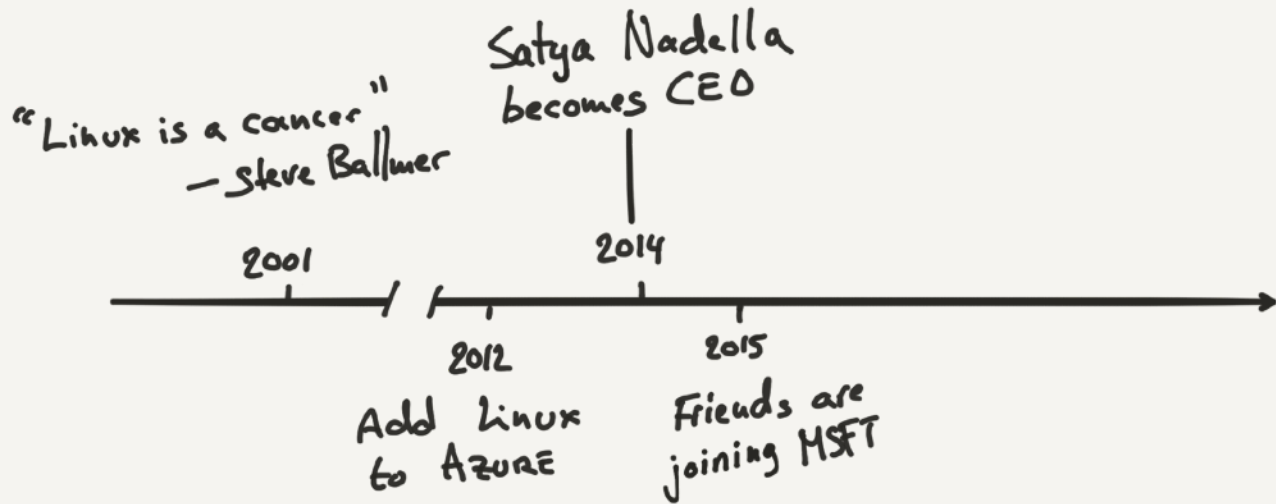 "Linux is a cancer"
— Steve Ballmer
2001
Satya Nadella
becomes CEO
2014
2012
Add Linux
to AZURE
2015
Friends are
joining MSFT